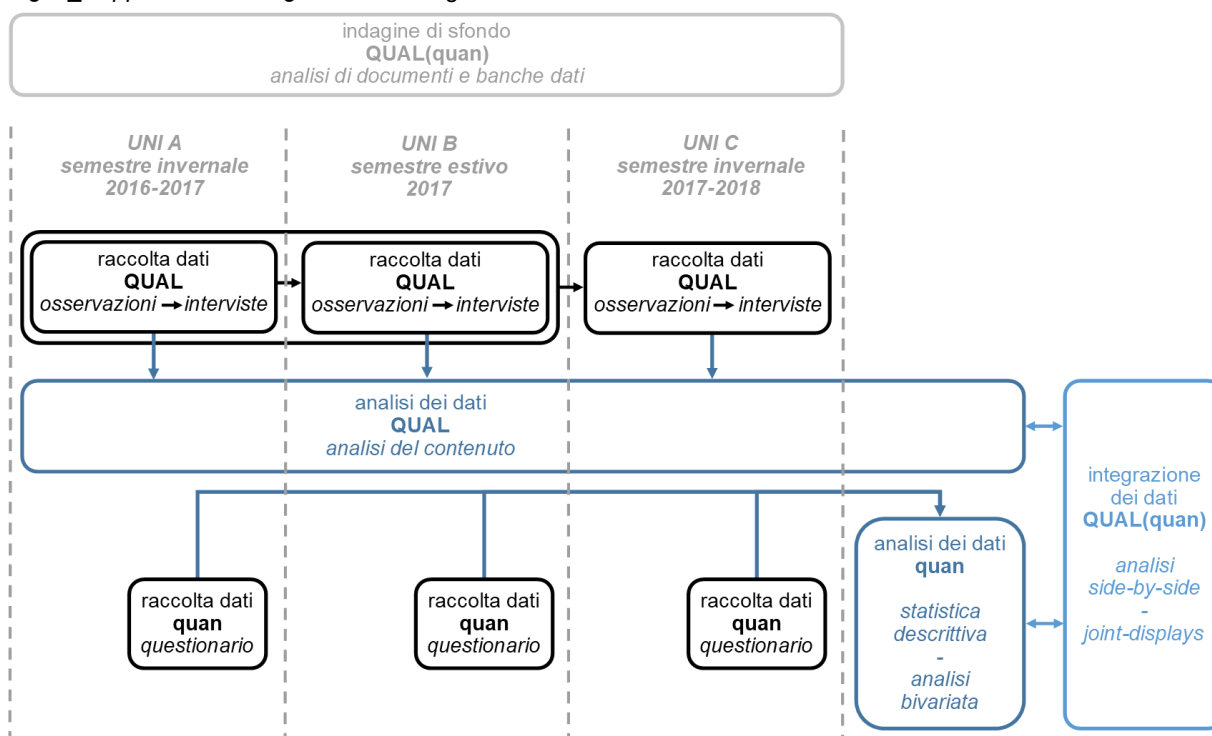 indagine di sfondo
QUAL(quan)
analisi di documenti e banche dati
UNI A
semestre invernale
2016-2017
UNI B
semestre estivo
2017
UNI C
semestre invernale
2017-2018
raccolta dati
QUAL
osservazioni → interviste
raccolta dati
QUAL
osservazioni → interviste
raccolta dati
QUAL
osservazioni → interviste
analisi dei dati
QUAL
analisi del contenuto
raccolta dati
quan
questionario
raccolta dati
quan
questionario
raccolta dati
quan
questionario
analisi dei dati
quan
statistica
descrittiva
-
analisi
bivariata
integrazione
dei dati
QUAL(quan)
analisi
side-by-side
-
joint-displays